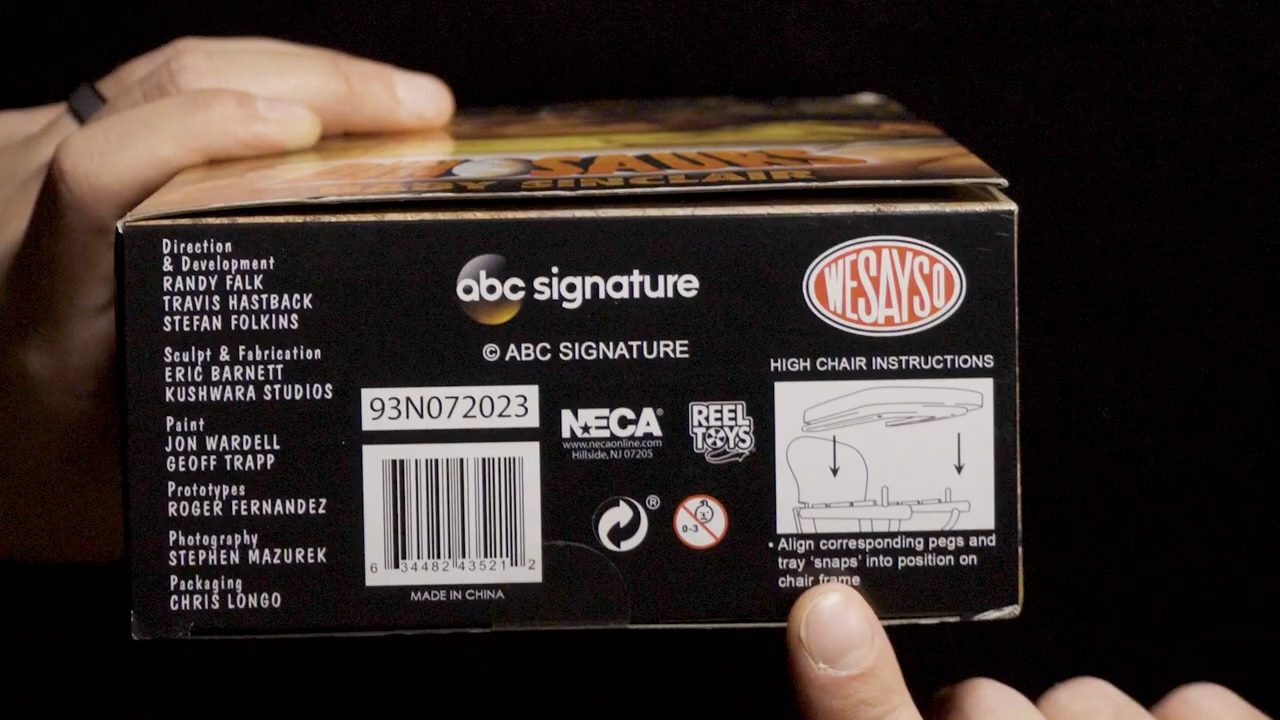 DINOSAURS
BABY SINCLAIR
Direction
& Development
RANDY FALK
TRAVIS HASTBACK
STEFAN FOLKINS
Sculpt & Fabrication
ERIC BARNETT
KUSHWARA STUDIOS
Paint
JON WARDELL
GEOFF TRAPP
Prototypes
ROGER FERNANDEZ
Photography
STEPHEN MAZUREK
Packaging
CHRIS LONGO
abc signature
© ABC SIGNATURE
93N072023
6 34482 43521 2
MADE IN CHINA
NECA®
www.necaonline.com
Hillside, NJ 07205
REEL
TOYS
®
0-3
WESAYSO
HIGH CHAIR INSTRUCTIONS
• Align corresponding pegs and
tray ‘snaps’ into position on
chair frame